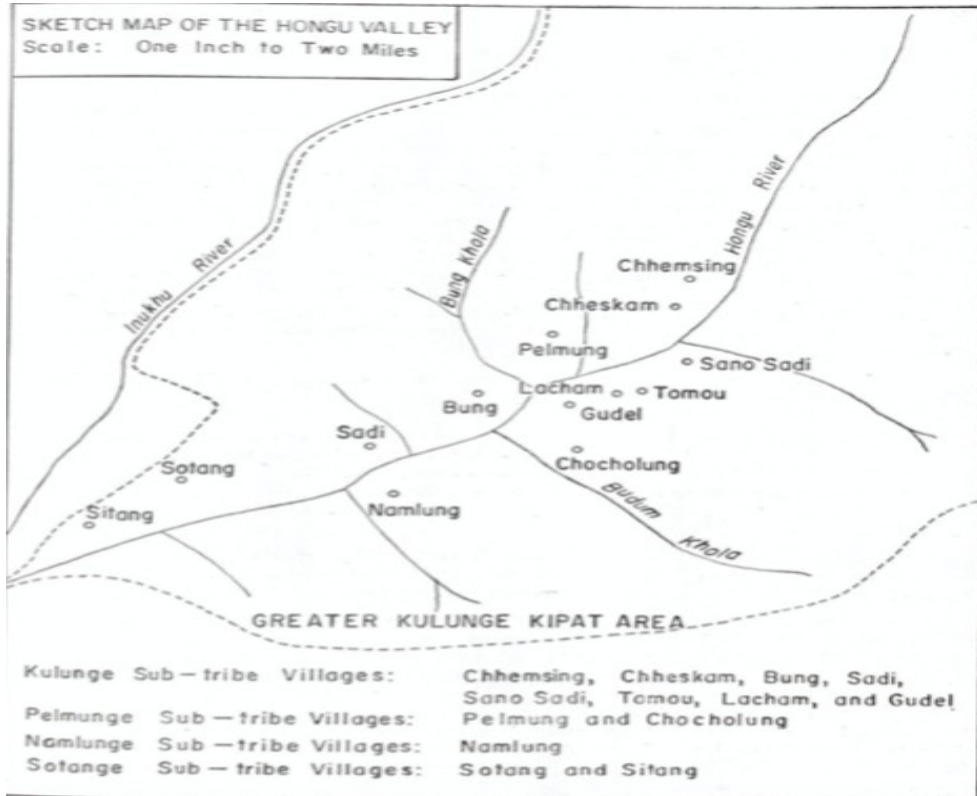 SKETCH MAP OF THE HONGU VALLEY
Scale: One Inch to Two Miles
Inukhu River
Bung Khola
Hongu River
Chhemsing
Chheskam
Pelmung
Sano Sadi
Lacham
Tomou
Bung
Gudel
Sadi
Chocholung
Sotang
Budum Khola
Namlung
Sitang
GREATER KULUNGE KIPAT AREA
Kulunge Sub-tribe Villages: Chhemsing, Chheskam, Bung, Sadi,
Sano Sadi, Tomou, Lacham, and Gudel
Pelmunge Sub-tribe Villages: Pelmung and Chocholung
Namlunge Sub-tribe Villages: Namlung
Sotange Sub-tribe Villages: Sotang and Sitang